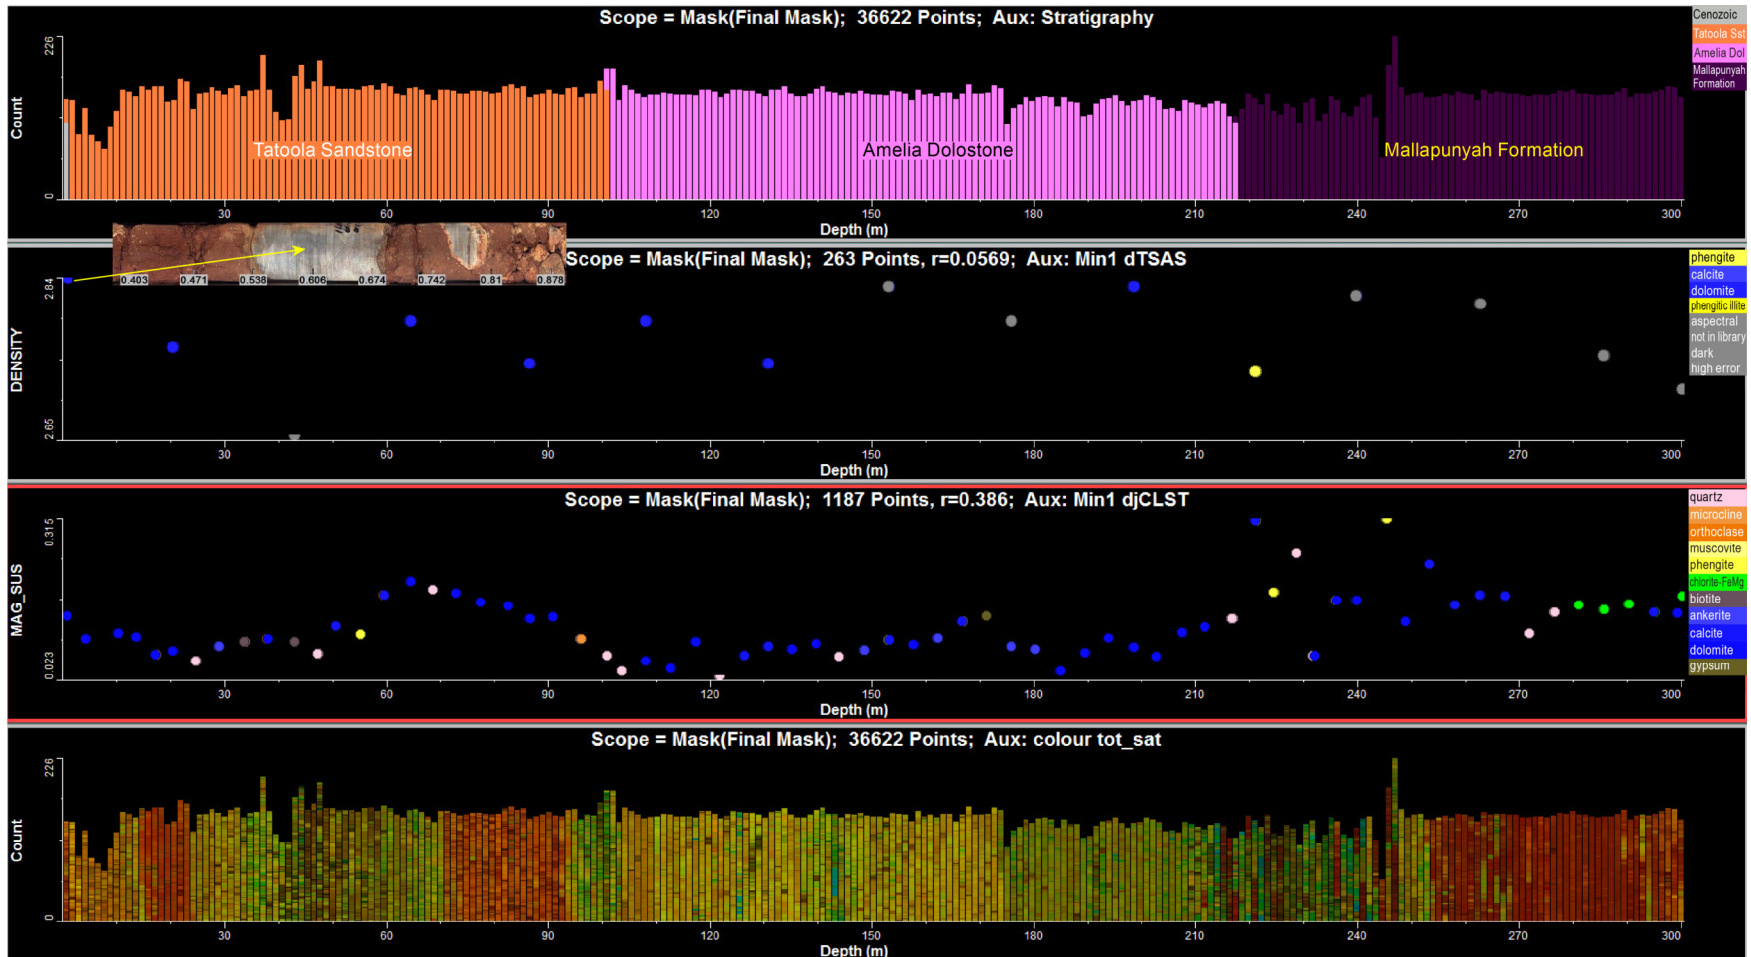 Scope = Mask(Final Mask);  36622 Points;  Aux: Stratigraphy
Cenozoic
Tatoola Sst
Amelia Dol
Mallapunyah
Formation
226
Count
0
Tatoola Sandstone
Amelia Dolostone
Mallapunyah Formation
30 60 90 120 150 180 210 240 270 300
Depth (m)
0.403 0.471 0.538 0.606 0.674 0.742 0.81 0.878
Scope = Mask(Final Mask);  263 Points, r=0.0569;  Aux: Min1 dTSAS
phengite
calcite
dolomite
phengitic illite
aspectral
not in library
dark
high error
2.84
DENSITY
2.65
30 60 90 120 150 180 210 240 270 300
Depth (m)
Scope = Mask(Final Mask);  1187 Points, r=0.386;  Aux: Min1 djCLST
quartz
microcline
orthoclase
muscovite
phengite
chlorite-FeMg
biotite
ankerite
calcite
dolomite
gypsum
0.315
MAG_SUS
0.023
30 60 90 120 150 180 210 240 270 300
Depth (m)
Scope = Mask(Final Mask);  36622 Points;  Aux: colour tot_sat
226
Count
0
30 60 90 120 150 180 210 240 270 300
Depth (m)